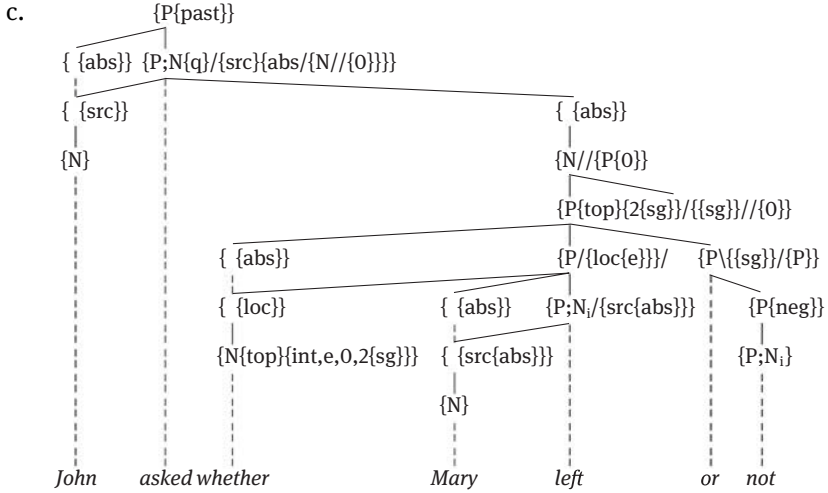 c.
{P{past}}
{ {abs}} {P;N{q}/{src}{abs/{N//{0}}}}
{ {src}} { {abs}}
{N} {N//{P{0}}
{P{top}{2{sg}}/{{sg}}//{0}}
{ {abs}} {P/{loc{e}}}/ {P\{{sg}}/{P}}
{ {loc}} { {abs}} {P;Nᵢ/{src{abs}}} {P{neg}}
{N{top}{int,e,0,2{sg}}} { {src{abs}}} {P;Nᵢ}
{N}
John asked whether Mary left or not